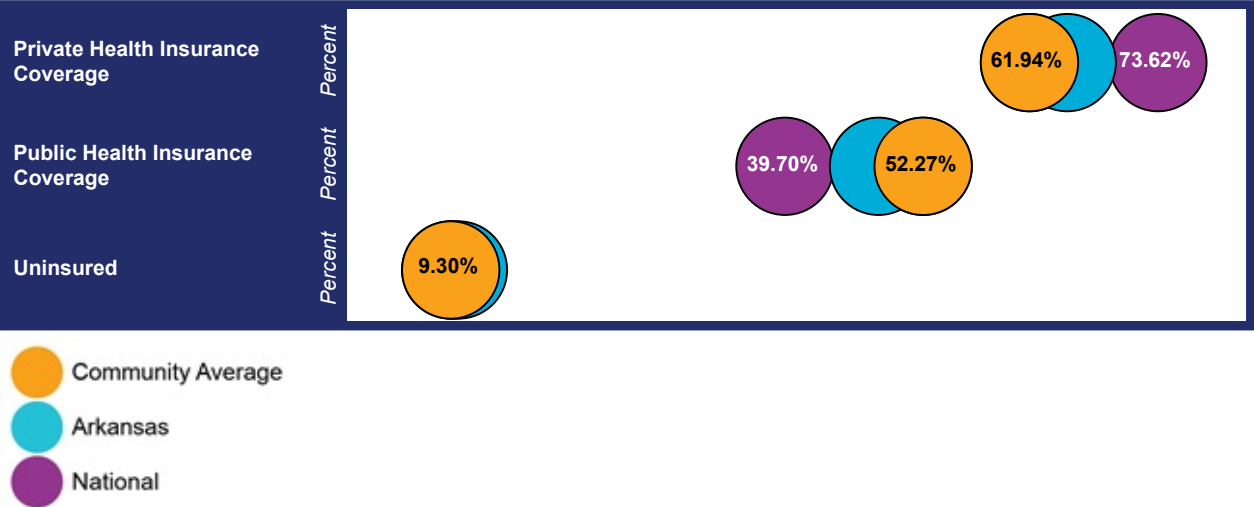 Private Health Insurance
Coverage
Percent
61.94%
73.62%
Public Health Insurance
Coverage
Percent
39.70%
52.27%
Uninsured
Percent
9.30%
Community Average
Arkansas
National